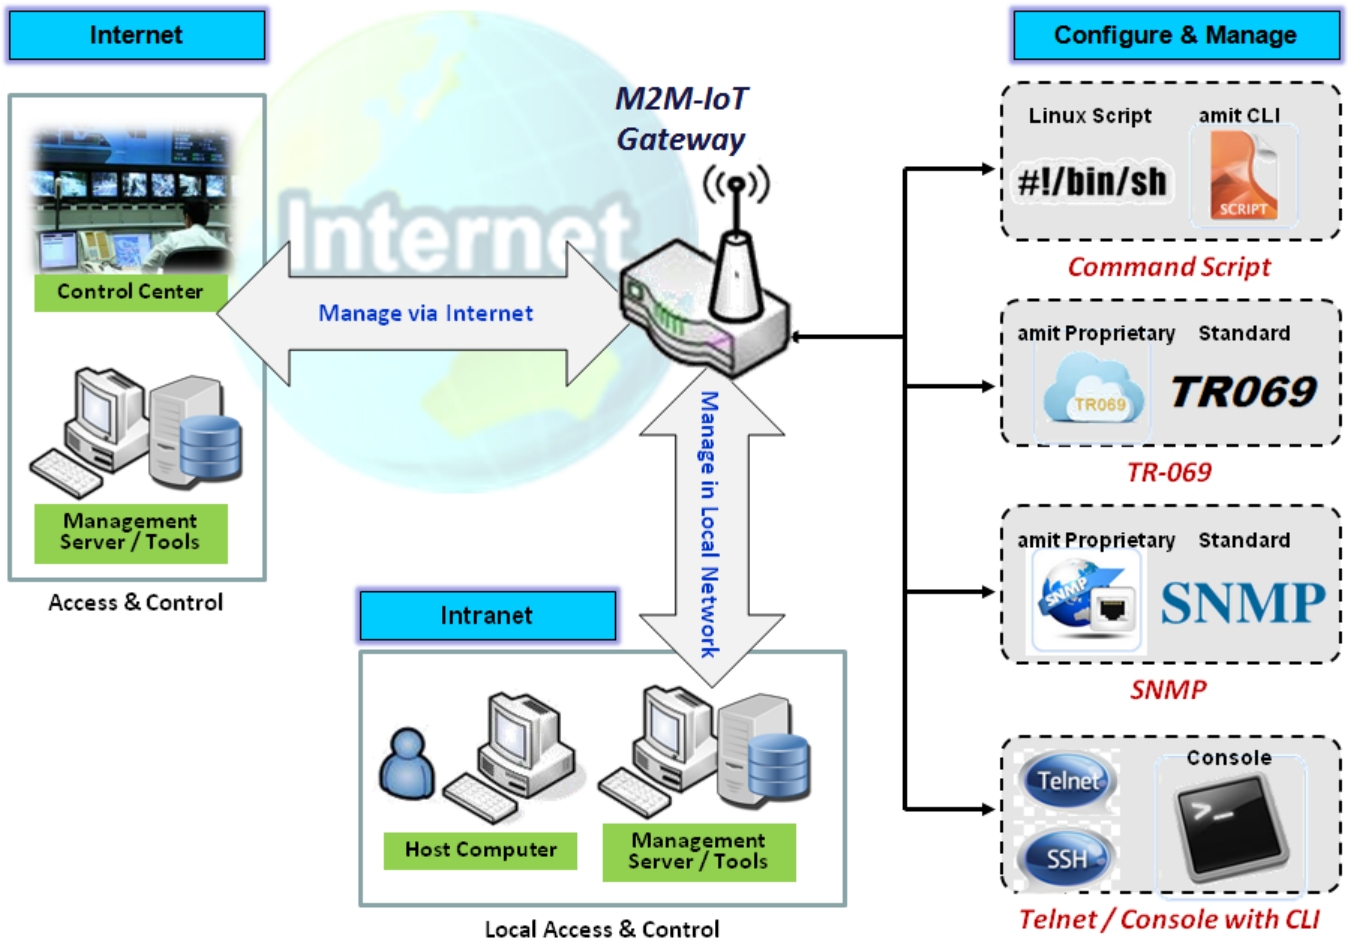 Internet
Configure & Manage
M2M-IoT
Gateway
Internet
Control Center
Manage via Internet
Management
Server / Tools
Access & Control
Manage in Local Network
Intranet
Host Computer
Management
Server / Tools
Local Access & Control
Linux Script
amit CLI
#!/bin/sh
SCRIPT
Command Script
amit Proprietary
Standard
TR069
TR069
TR-069
amit Proprietary
Standard
SNMP
SNMP
SNMP
Telnet
Console
>_
SSH
Telnet / Console with CLI